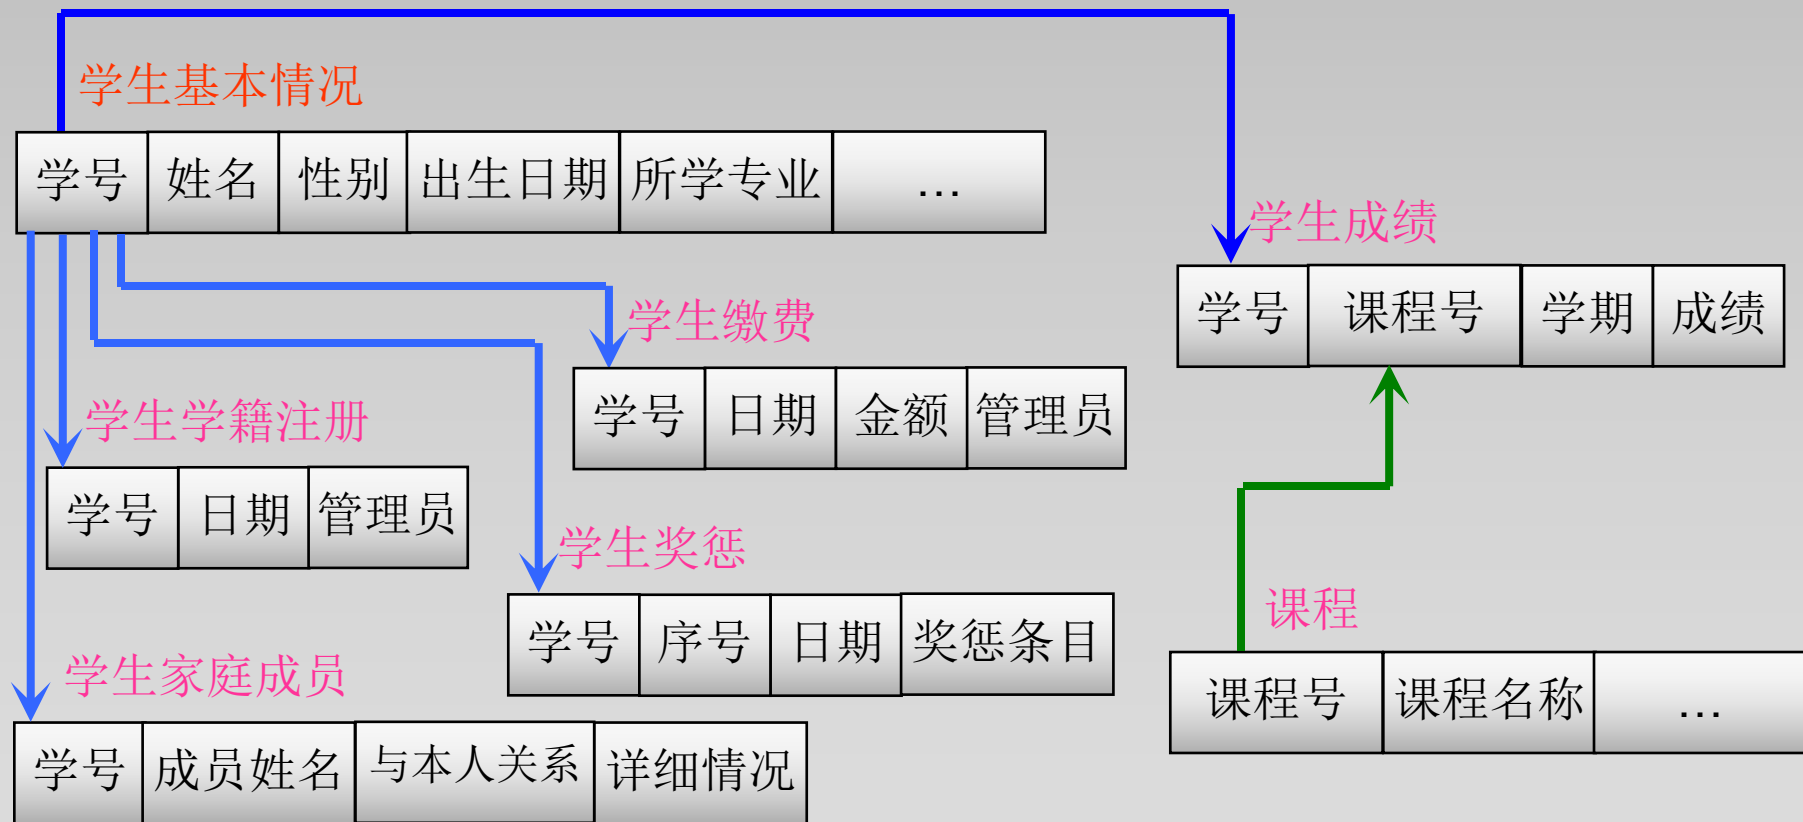 学生基本情况
学号 姓名 性别 出生日期 所学专业 …
学生成绩
学号 课程号 学期 成绩
学生缴费
学号 日期 金额 管理员
学生学籍注册
学号 日期 管理员
学生奖惩
学号 序号 日期 奖惩条目
课程
课程号 课程名称 …
学生家庭成员
学号 成员姓名 与本人关系 详细情况